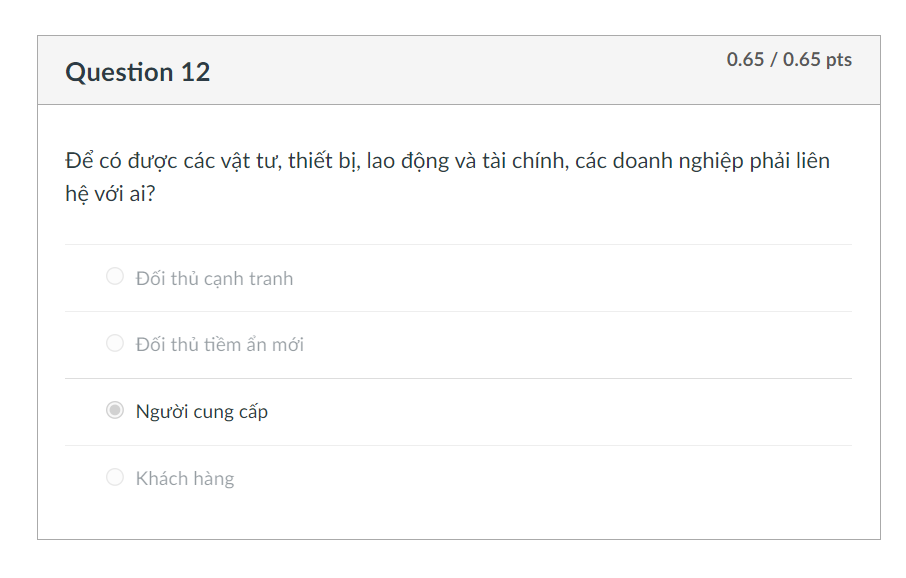 Question 12
0.65 / 0.65 pts
Để có được các vật tư, thiết bị, lao động và tài chính, các doanh nghiệp phải liên
hệ với ai?
Đối thủ cạnh tranh
Đối thủ tiềm ẩn mới
Người cung cấp
Khách hàng